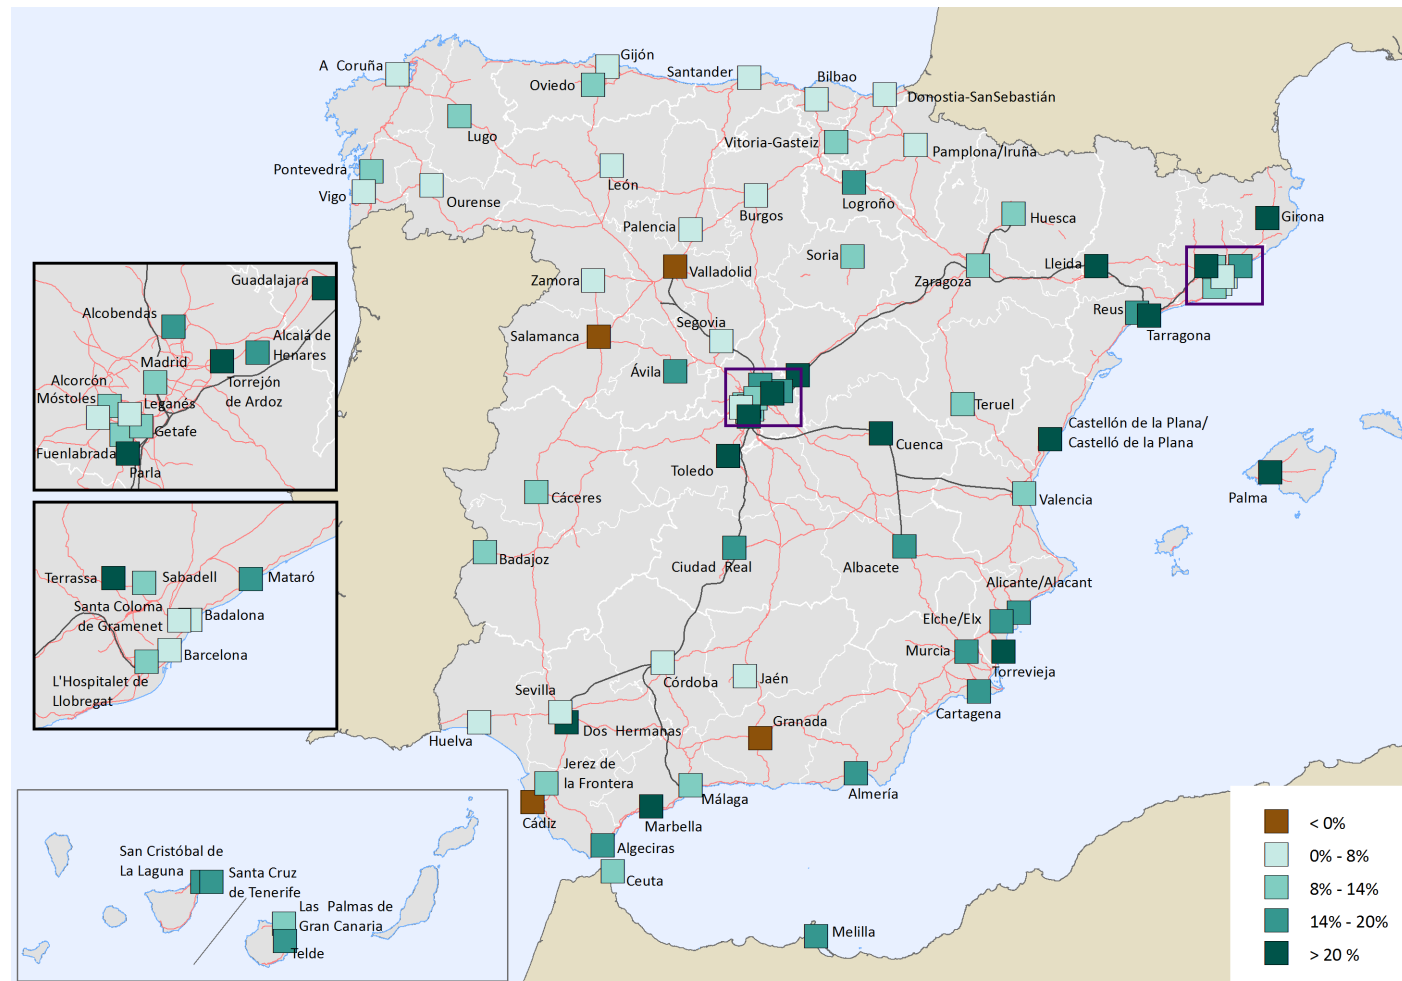 Gijón
A Coruña
Santander
Bilbao
Oviedo
Donostia-SanSebastián
Lugo
Vitoria-Gasteiz
Pamplona/Iruña
Pontevedra
León
Vigo
Ourense
Logroño
Burgos
Huesca
Girona
Palencia
Soria
Lleida
Valladolid
Zamora
Zaragoza
Reus
Segovia
Salamanca
Tarragona
Ávila
Teruel
Castellón de la Plana/
Castelló de la Plana
Cuenca
Toledo
Cáceres
Valencia
Palma
Badajoz
Ciudad Real
Albacete
Alicante/Alacant
Elche/Elx
Murcia
Torrevieja
Córdoba
Jaén
Sevilla
Cartagena
Granada
Dos Hermanas
Huelva
Jerez de
la Frontera
Málaga
Almería
Cádiz
Marbella
Algeciras
Ceuta
Melilla
Guadalajara
Alcobendas
Alcalá de
Henares
Madrid
Alcorcón
Torrejón
de Ardoz
Móstoles
Leganés
Getafe
Fuenlabrada
Parla
Terrassa
Sabadell
Mataró
Santa Coloma
de Gramenet
Badalona
Barcelona
L'Hospitalet de
Llobregat
San Cristóbal de
La Laguna
Santa Cruz
de Tenerife
Las Palmas de
Gran Canaria
Telde
< 0%
0% - 8%
8% - 14%
14% - 20%
> 20 %